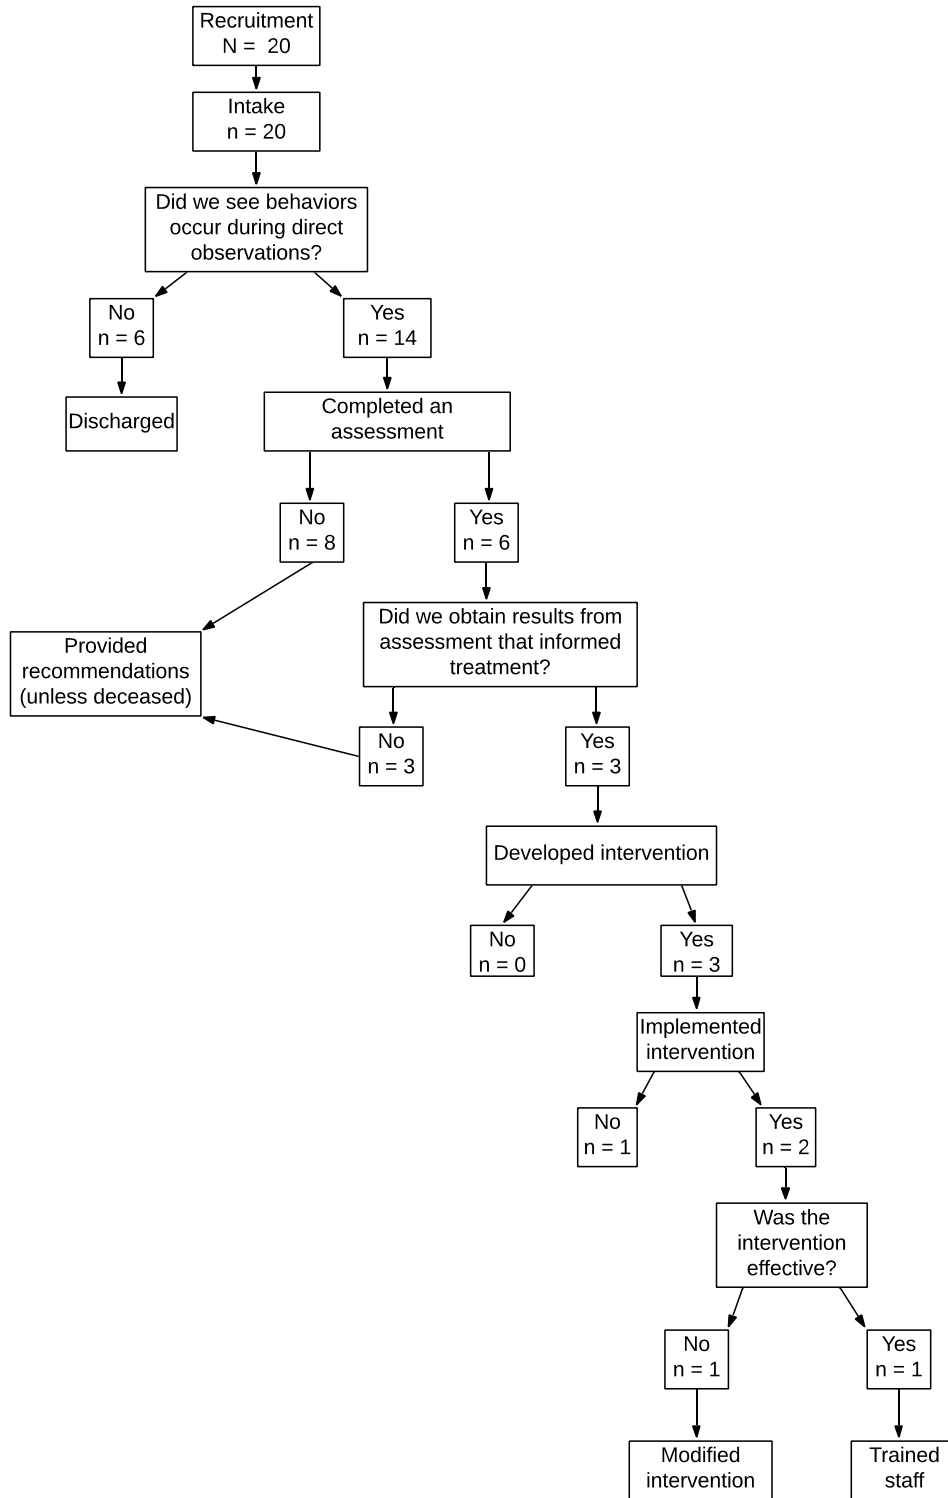 Recruitment
N =  20
Intake
n = 20
Did we see behaviors
occur during direct
observations?
No
n = 6
Yes
n = 14
Discharged
Completed an
assessment
No
n = 8
Yes
n = 6
Did we obtain results from
assessment that informed
treatment?
Provided
recommendations
(unless deceased)
No
n = 3
Yes
n = 3
Developed intervention
No
n = 0
Yes
n = 3
Implemented
intervention
No
n = 1
Yes
n = 2
Was the
intervention
effective?
No
n = 1
Yes
n = 1
Modified
intervention
Trained
staff